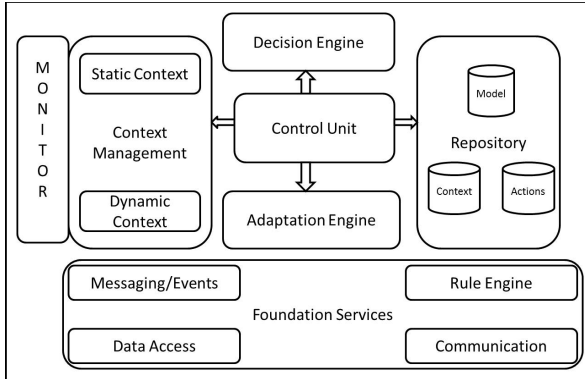 MONITOR
Static Context
Context
Management
Dynamic
Context
Decision Engine
Control Unit
Adaptation Engine
Model
Repository
Context
Actions
Messaging/Events
Rule Engine
Foundation Services
Data Access
Communication